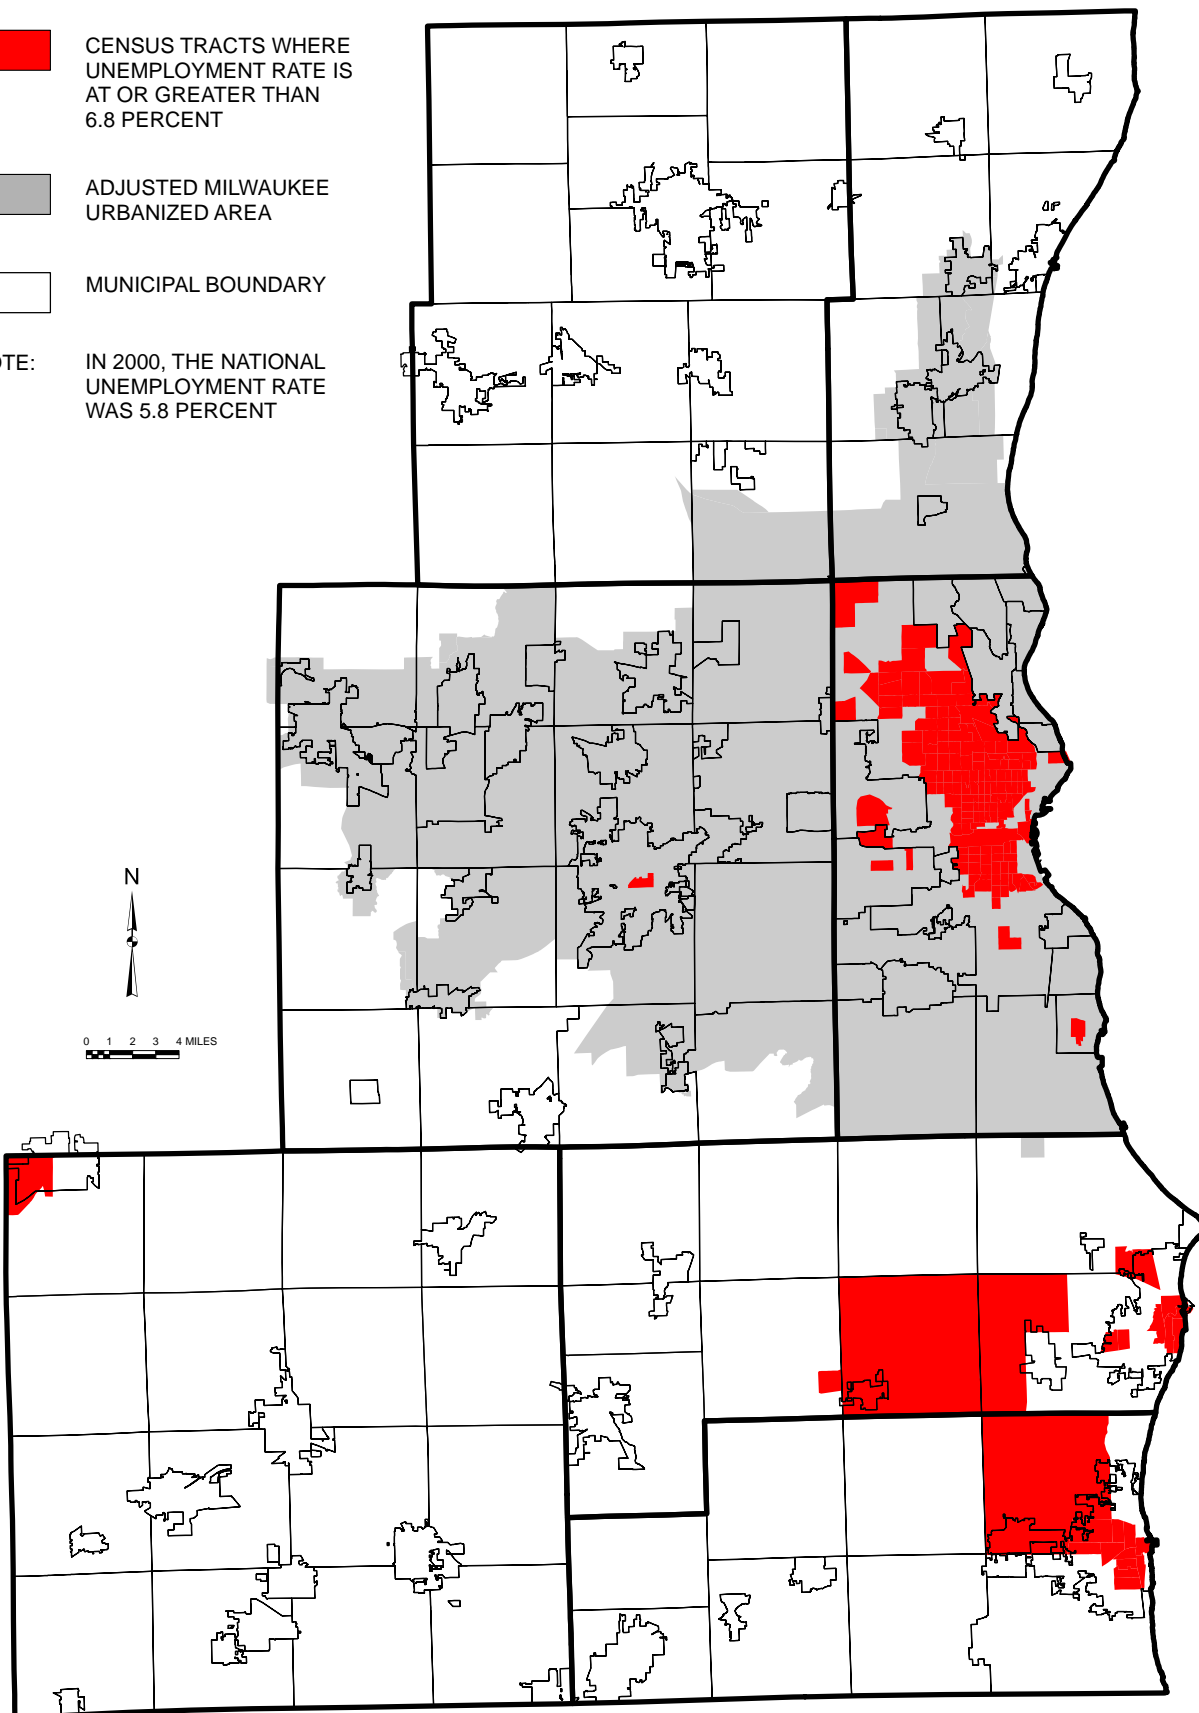 CENSUS TRACTS WHERE
UNEMPLOYMENT RATE IS
AT OR GREATER THAN
6.8 PERCENT
ADJUSTED MILWAUKEE
URBANIZED AREA
MUNICIPAL BOUNDARY
OTE: IN 2000, THE NATIONAL
UNEMPLOYMENT RATE
WAS 5.8 PERCENT
N
0 1 2 3 4 MILES